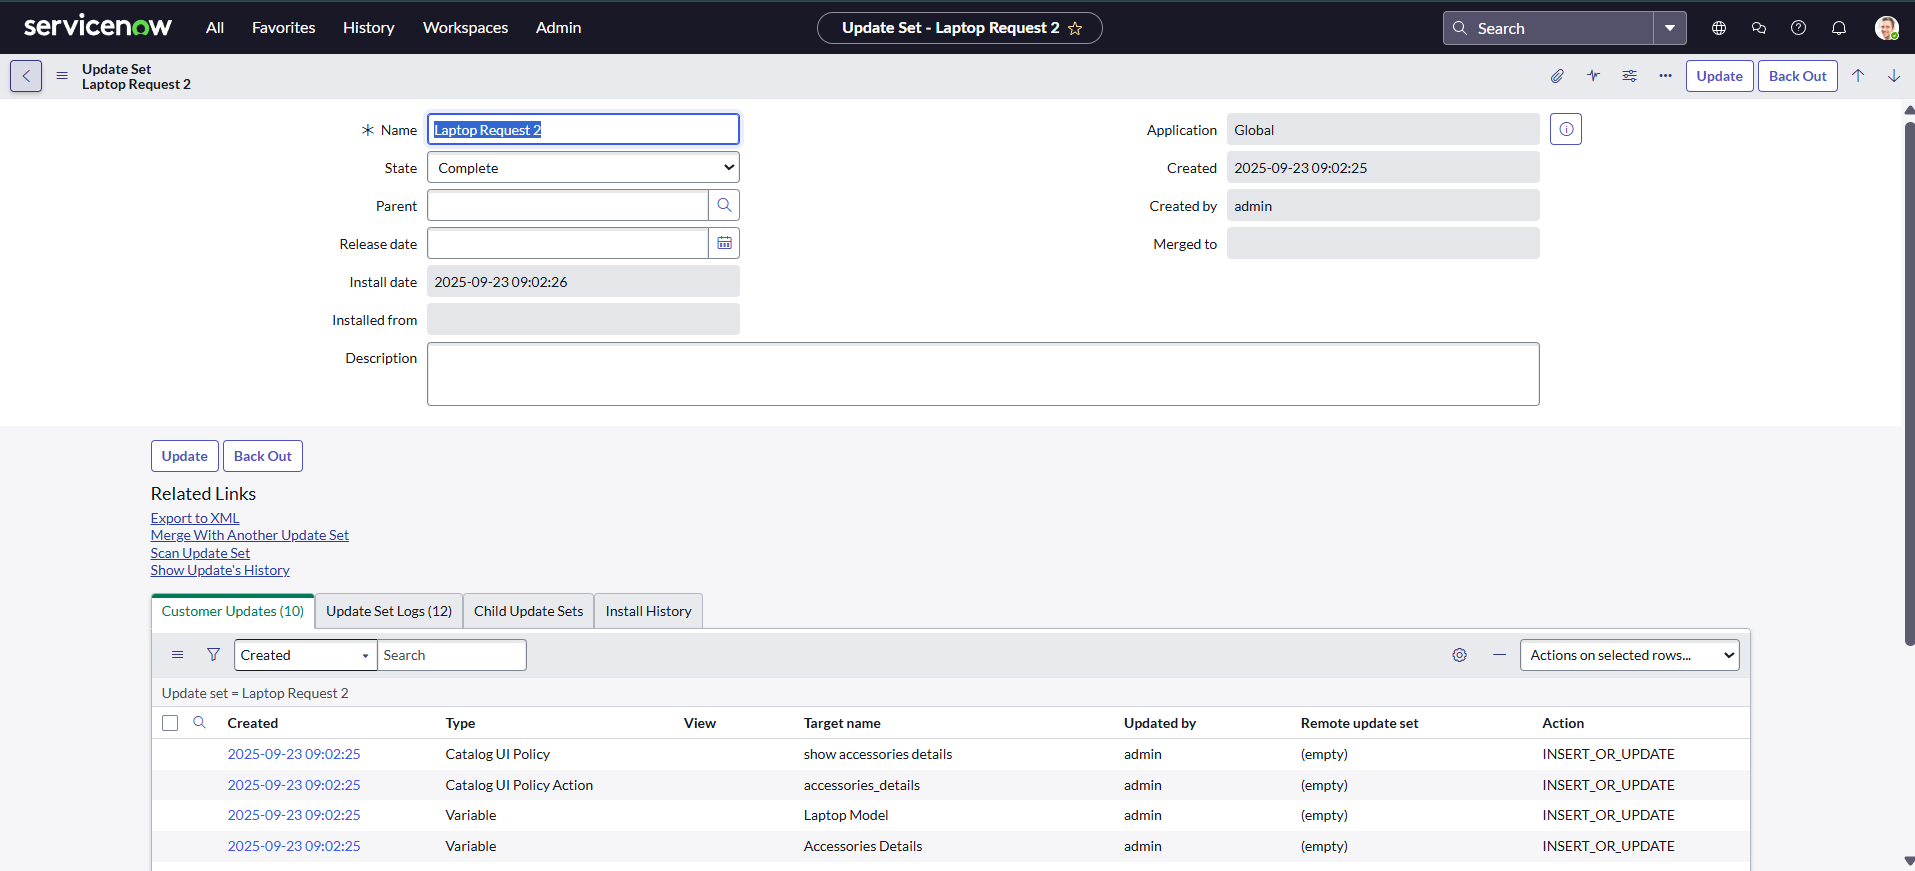 servicenow All Favorites History Workspaces Admin Update Set - Laptop Request 2 Search
Update Set
Laptop Request 2
Update Back Out
Name Laptop Request 2 Application Global
State Complete Created 2025-09-23 09:02:25
Parent Created by admin
Release date Merged to
Install date 2025-09-23 09:02:26
Installed from
Description
Update Back Out
Related Links
Export to XML
Merge With Another Update Set
Scan Update Set
Show Update's History
Customer Updates (10) Update Set Logs (12) Child Update Sets Install History
Created Search Actions on selected rows...
Update set = Laptop Request 2
Created Type View Target name Updated by Remote update set Action
2025-09-23 09:02:25 Catalog UI Policy show accessories details admin (empty) INSERT_OR_UPDATE
2025-09-23 09:02:25 Catalog UI Policy Action accessories_details admin (empty) INSERT_OR_UPDATE
2025-09-23 09:02:25 Variable Laptop Model admin (empty) INSERT_OR_UPDATE
2025-09-23 09:02:25 Variable Accessories Details admin (empty) INSERT_OR_UPDATE